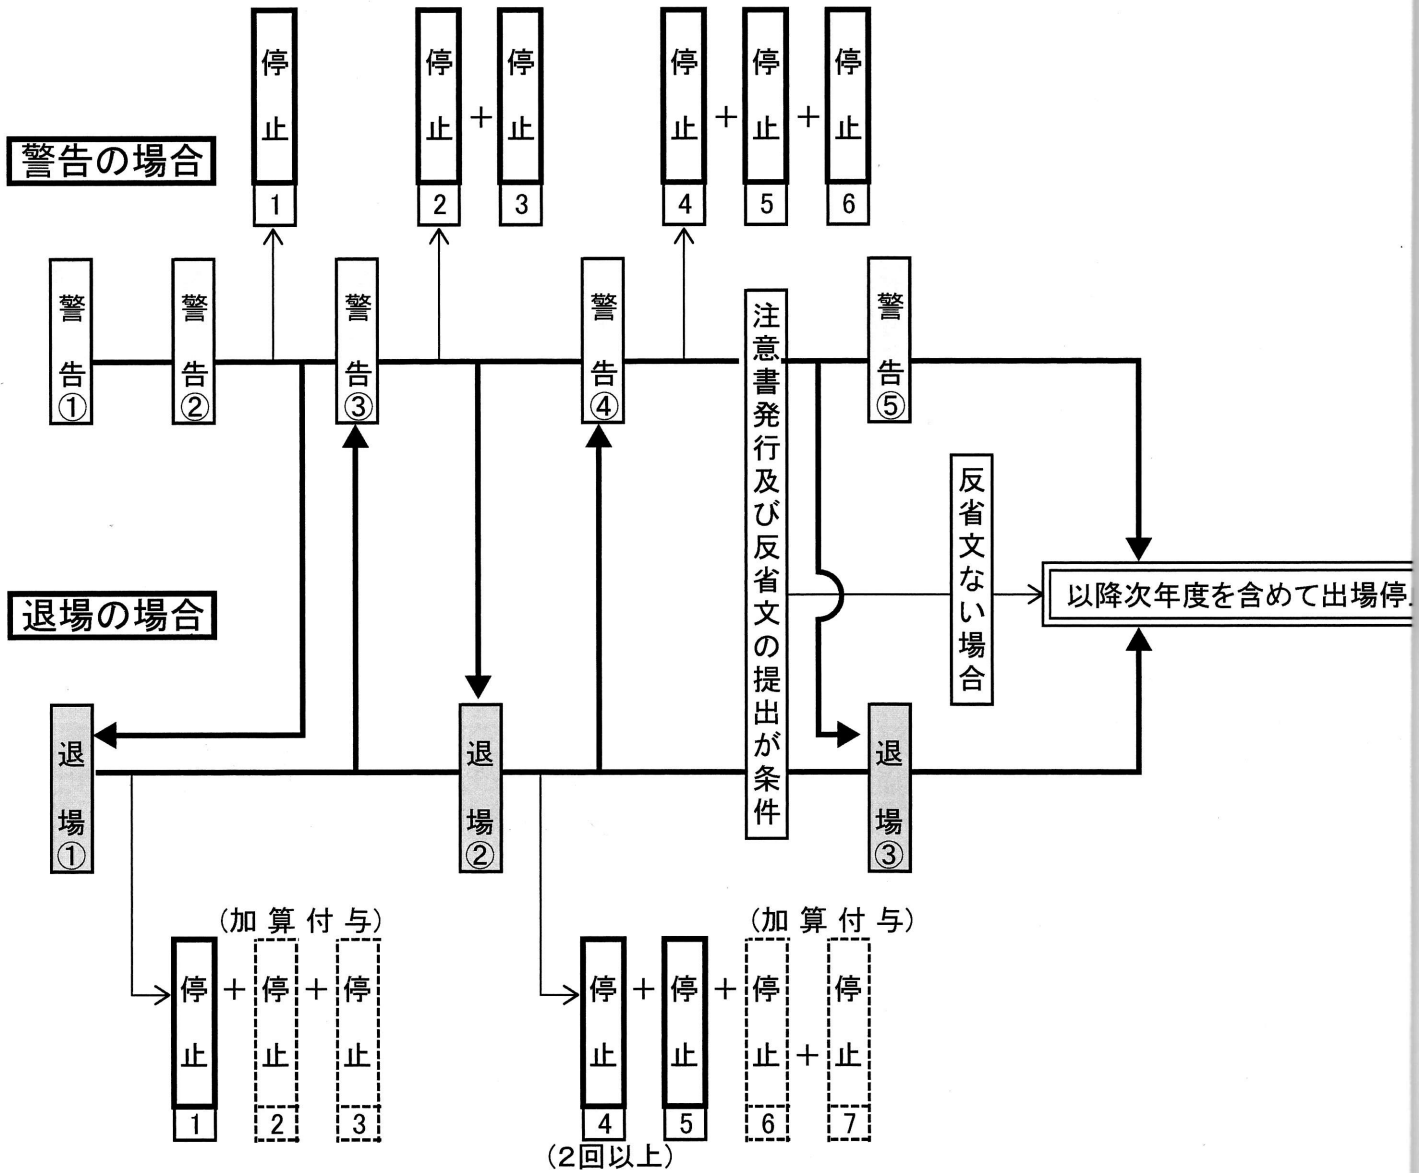 停止
1
停止
+
停止
2
3
停止
+
停止
+
停止
4
5
6
警告の場合
警告①
警告②
警告③
警告④
注意書発行及び反省文の提出が条件
警告⑤
反省文ない場合
以降次年度を含めて出場停
退場の場合
退場①
退場②
退場③
(加算付与)
停止
+
停止
+
停止
1
2
3
(加算付与)
停止
+
停止
+
停止
+
停止
4
5
6
7
(2回以上)